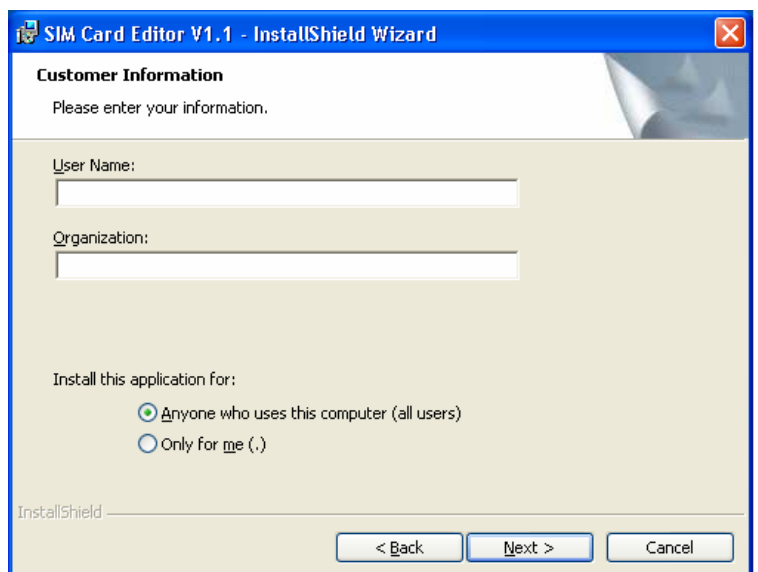 SIM Card Editor V1.1 - InstallShield Wizard
Customer Information
Please enter your information.
User Name:
Organization:
Install this application for:
Anyone who uses this computer (all users)
Only for me (.)
InstallShield
< Back Next > Cancel